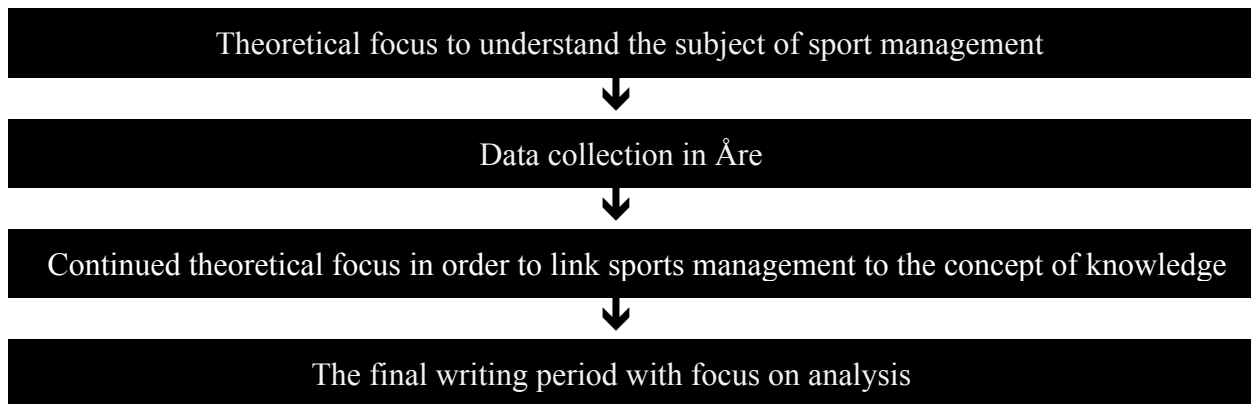 Theoretical focus to understand the subject of sport management
Data collection in Åre
Continued theoretical focus in order to link sports management to the concept of knowledge
The final writing period with focus on analysis